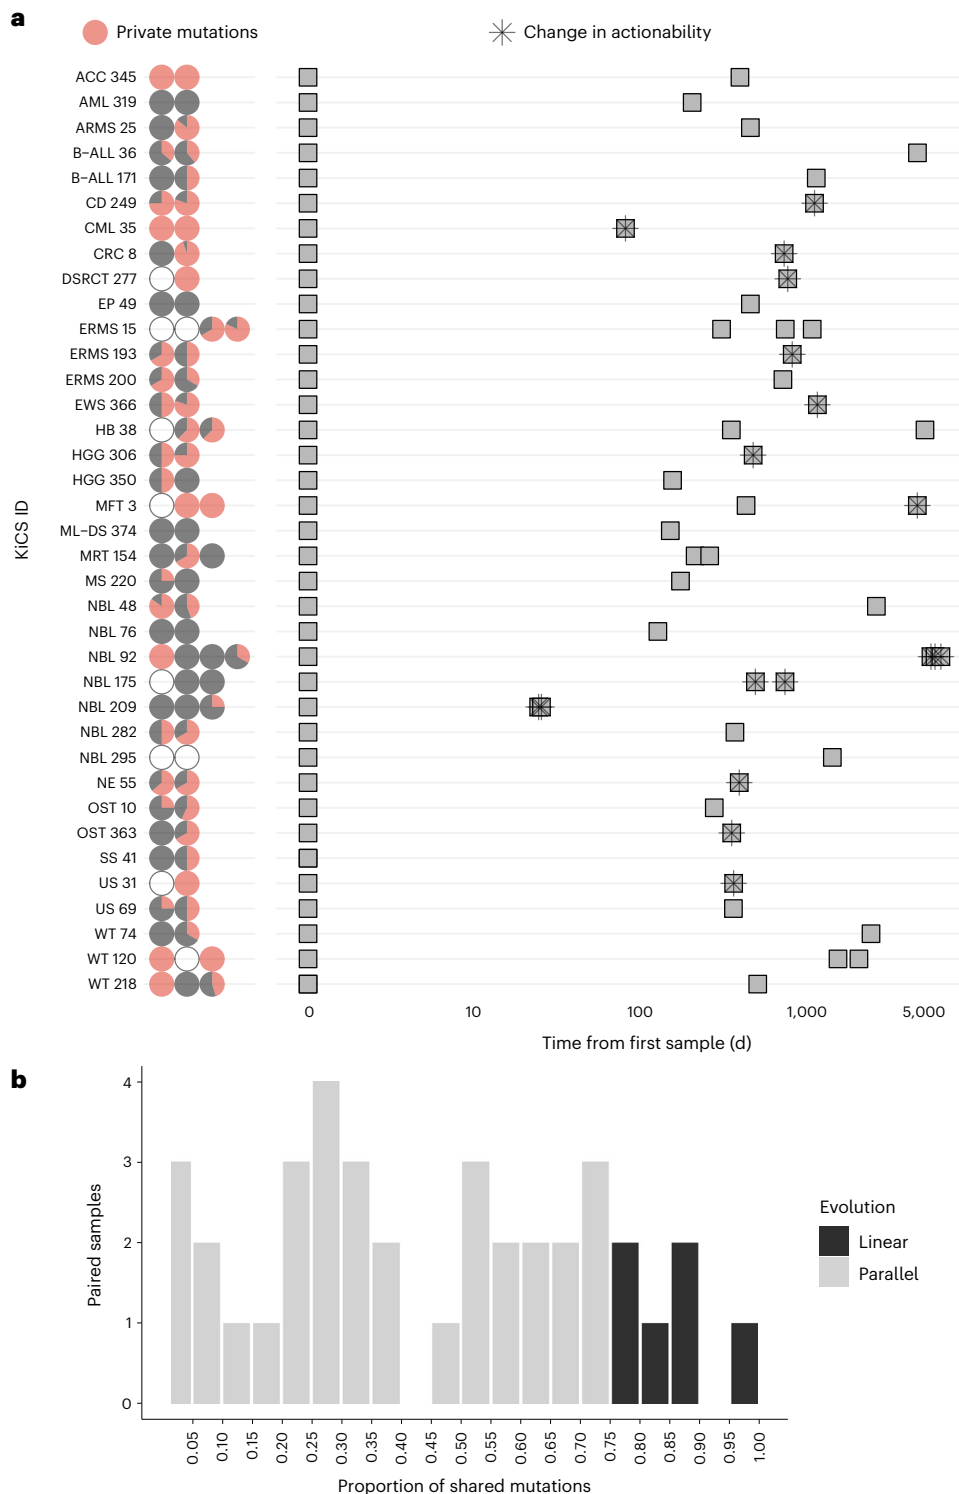 a
Private mutations
Change in actionability
KiCS ID
ACC 345
AML 319
ARMS 25
B−ALL 36
B−ALL 171
CD 249
CML 35
CRC 8
DSRCT 277
EP 49
ERMS 15
ERMS 193
ERMS 200
EWS 366
HB 38
HGG 306
HGG 350
MFT 3
ML−DS 374
MRT 154
MS 220
NBL 48
NBL 76
NBL 92
NBL 175
NBL 209
NBL 282
NBL 295
NE 55
OST 10
OST 363
SS 41
US 31
US 69
WT 74
WT 120
WT 218
0 10 100 1,000 5,000
Time from first sample (d)
b
Paired samples
4
3
2
1
0
0.05 0.10 0.15 0.20 0.25 0.30 0.35 0.40 0.45 0.50 0.55 0.60 0.65 0.70 0.75 0.80 0.85 0.90 0.95 1.00
Proportion of shared mutations
Evolution
Linear
Parallel